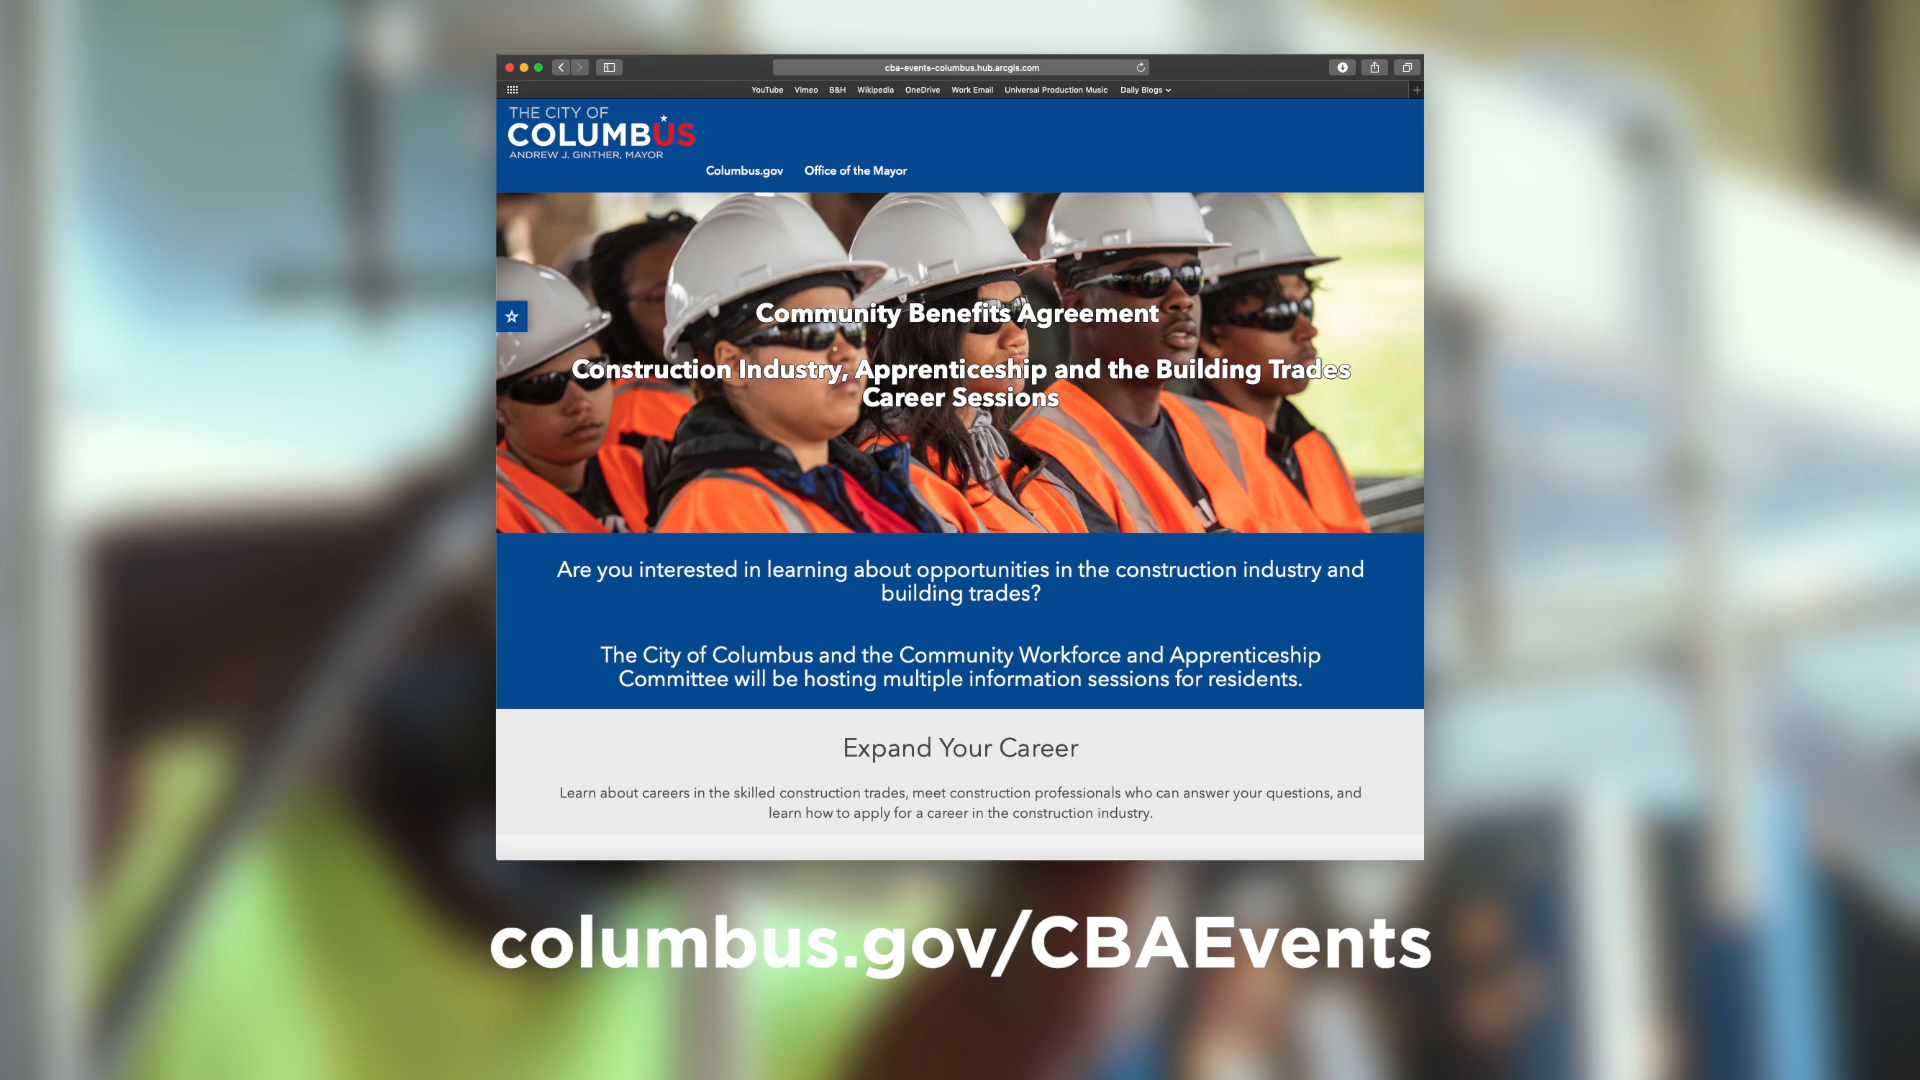 cba-events-columbus.hub.arcgis.com
YouTube Vimeo B&H Wikipedia OneDrive Work Email Universal Production Music Daily Blogs
THE CITY OF
COLUMBUS
ANDREW J. GINTHER, MAYOR
Columbus.gov Office of the Mayor
Community Benefits Agreement
Construction Industry, Apprenticeship and the Building Trades
Career Sessions
Are you interested in learning about opportunities in the construction industry and
building trades?
The City of Columbus and the Community Workforce and Apprenticeship
Committee will be hosting multiple information sessions for residents.
Expand Your Career
Learn about careers in the skilled construction trades, meet construction professionals who can answer your questions, and
learn how to apply for a career in the construction industry.
columbus.gov/CBAEvents